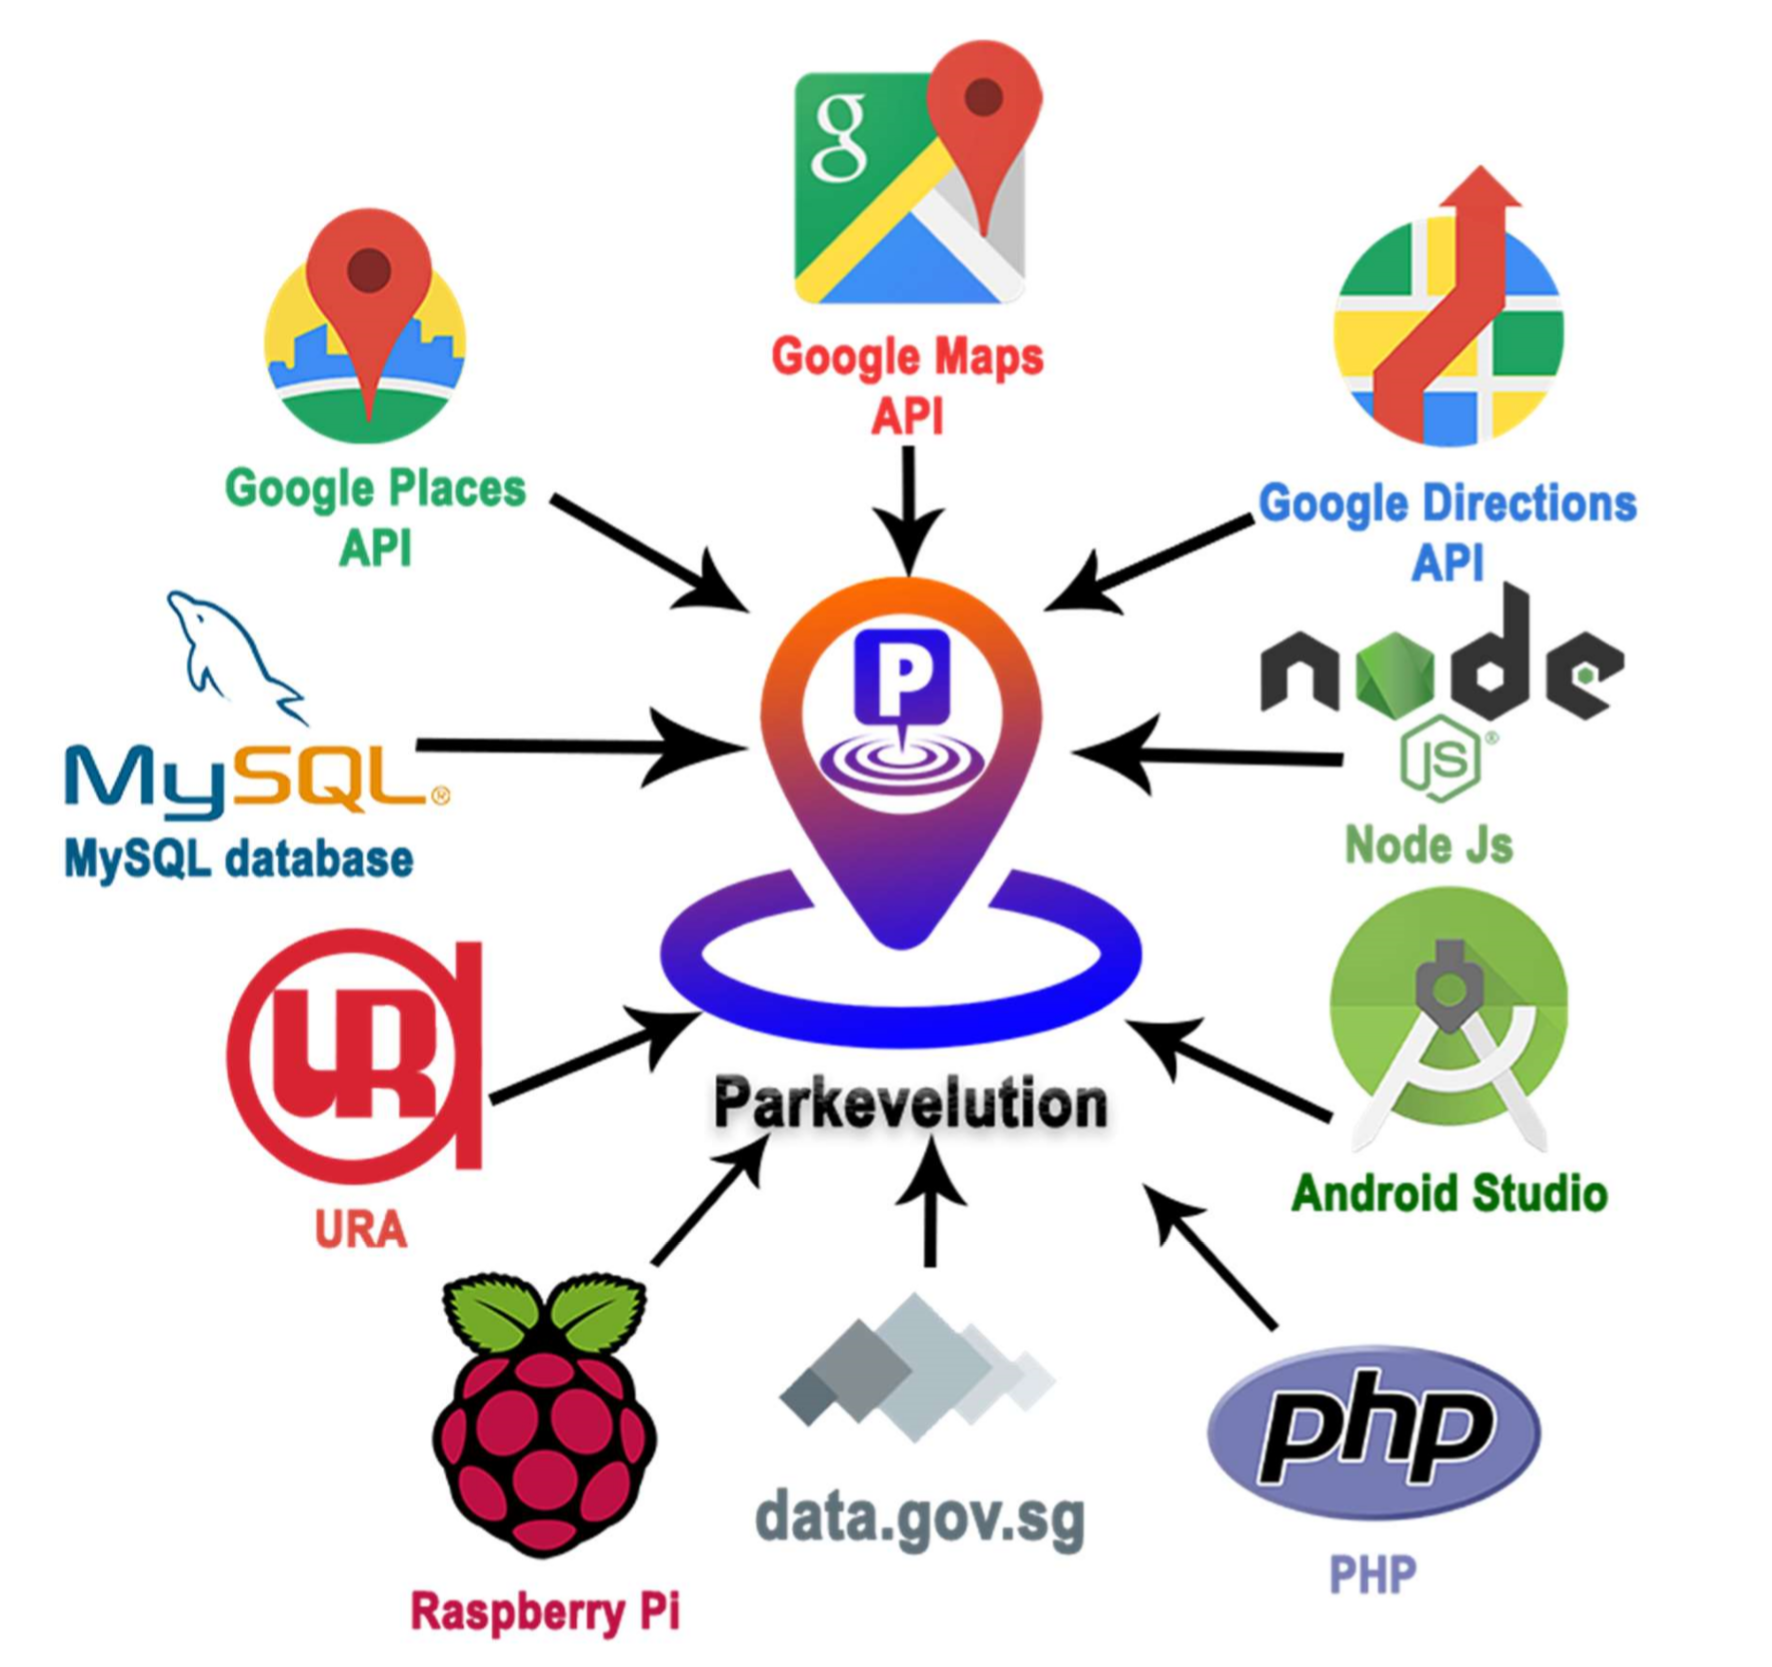 g
Google Maps
API
Google Places
API
Google Directions
API
node
JS®
Node Js
MySQL®
MySQL database
P
UR
URA
Parkevelution
Android Studio
Raspberry Pi
data.gov.sg
php
PHP